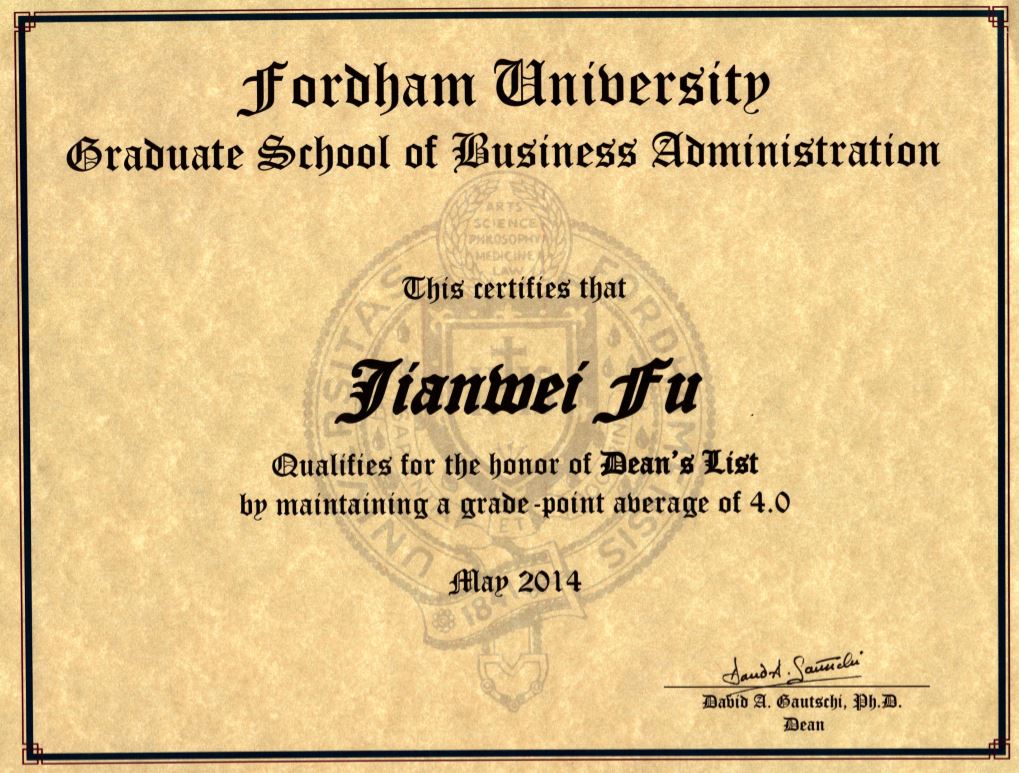 Fordham University
Graduate School of Business Administration
ARTS
SCIENCE
PHILOSOPHY
MEDICINE
LAW
This certifies that
Jianwei Fu
Qualifies for the honor of Dean's List
by maintaining a grade-point average of 4.0
May 2014
David A. Gautschi
David A. Gautschi, Ph.D.
Dean